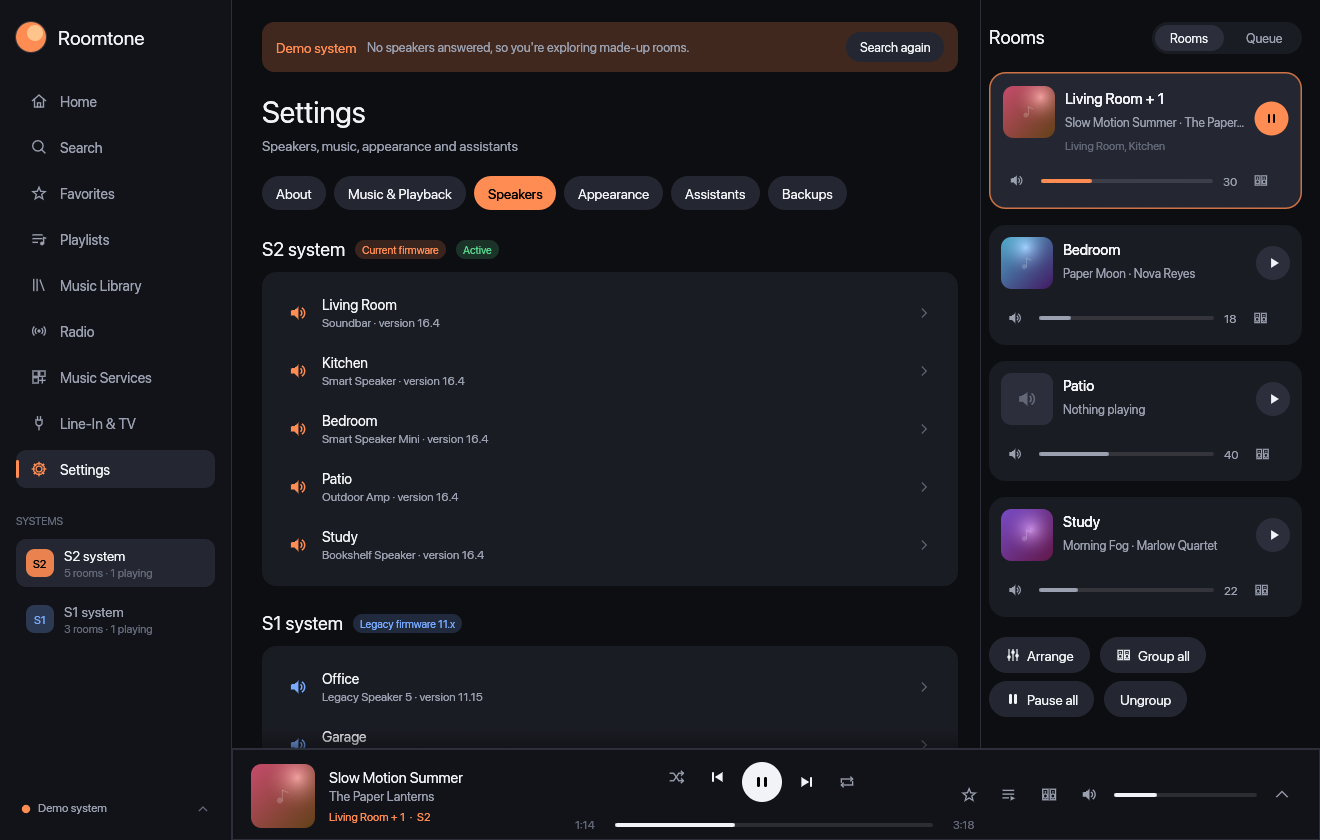 Roomtone
Home
Search
Favorites
Playlists
Music Library
Radio
Music Services
Line-In & TV
Settings
SYSTEMS
S2
S2 system
5 rooms · 1 playing
S1
S1 system
3 rooms · 1 playing
Demo system
Demo system No speakers answered, so you're exploring made-up rooms. Search again
Settings
Speakers, music, appearance and assistants
About Music & Playback Speakers Appearance Assistants Backups
S2 system Current firmware Active
Living Room
Soundbar · version 16.4
Kitchen
Smart Speaker · version 16.4
Bedroom
Smart Speaker Mini · version 16.4
Patio
Outdoor Amp · version 16.4
Study
Bookshelf Speaker · version 16.4
S1 system Legacy firmware 11.x
Office
Legacy Speaker 5 · version 11.15
Garage
Rooms
Rooms Queue
Living Room + 1
Slow Motion Summer · The Paper...
Living Room, Kitchen
30
Bedroom
Paper Moon · Nova Reyes
18
Patio
Nothing playing
40
Study
Morning Fog · Marlow Quartet
22
Arrange Group all
Pause all Ungroup
Slow Motion Summer
The Paper Lanterns
Living Room + 1 · S2
1:14 3:18